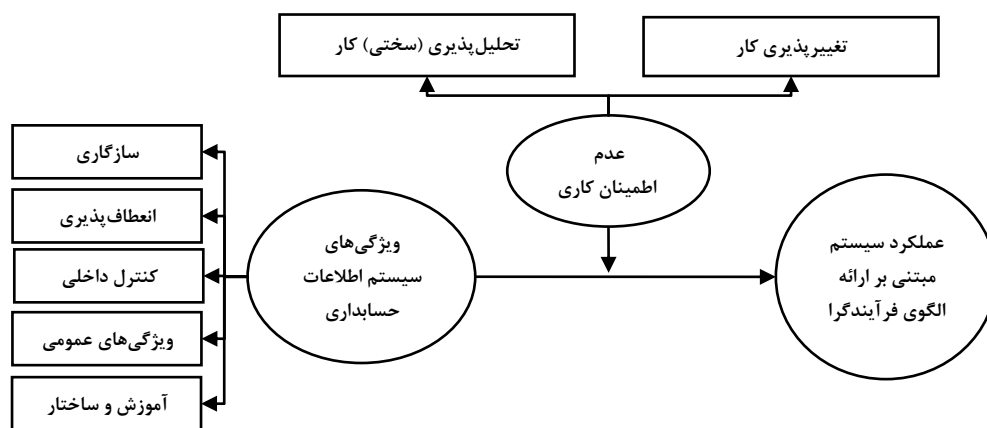 تغییرپذیری کار
تحلیل‌پذیری (سختی) کار
عدم
اطمینان کاری
عملکرد سیستم
مبتنی بر ارائه
الگوی فرآیندگرا
ویژگی‌های
سیستم اطلاعات
حسابداری
سازگاری
انعطاف‌پذیری
کنترل داخلی
ویژگی‌های عمومی
آموزش و ساختار